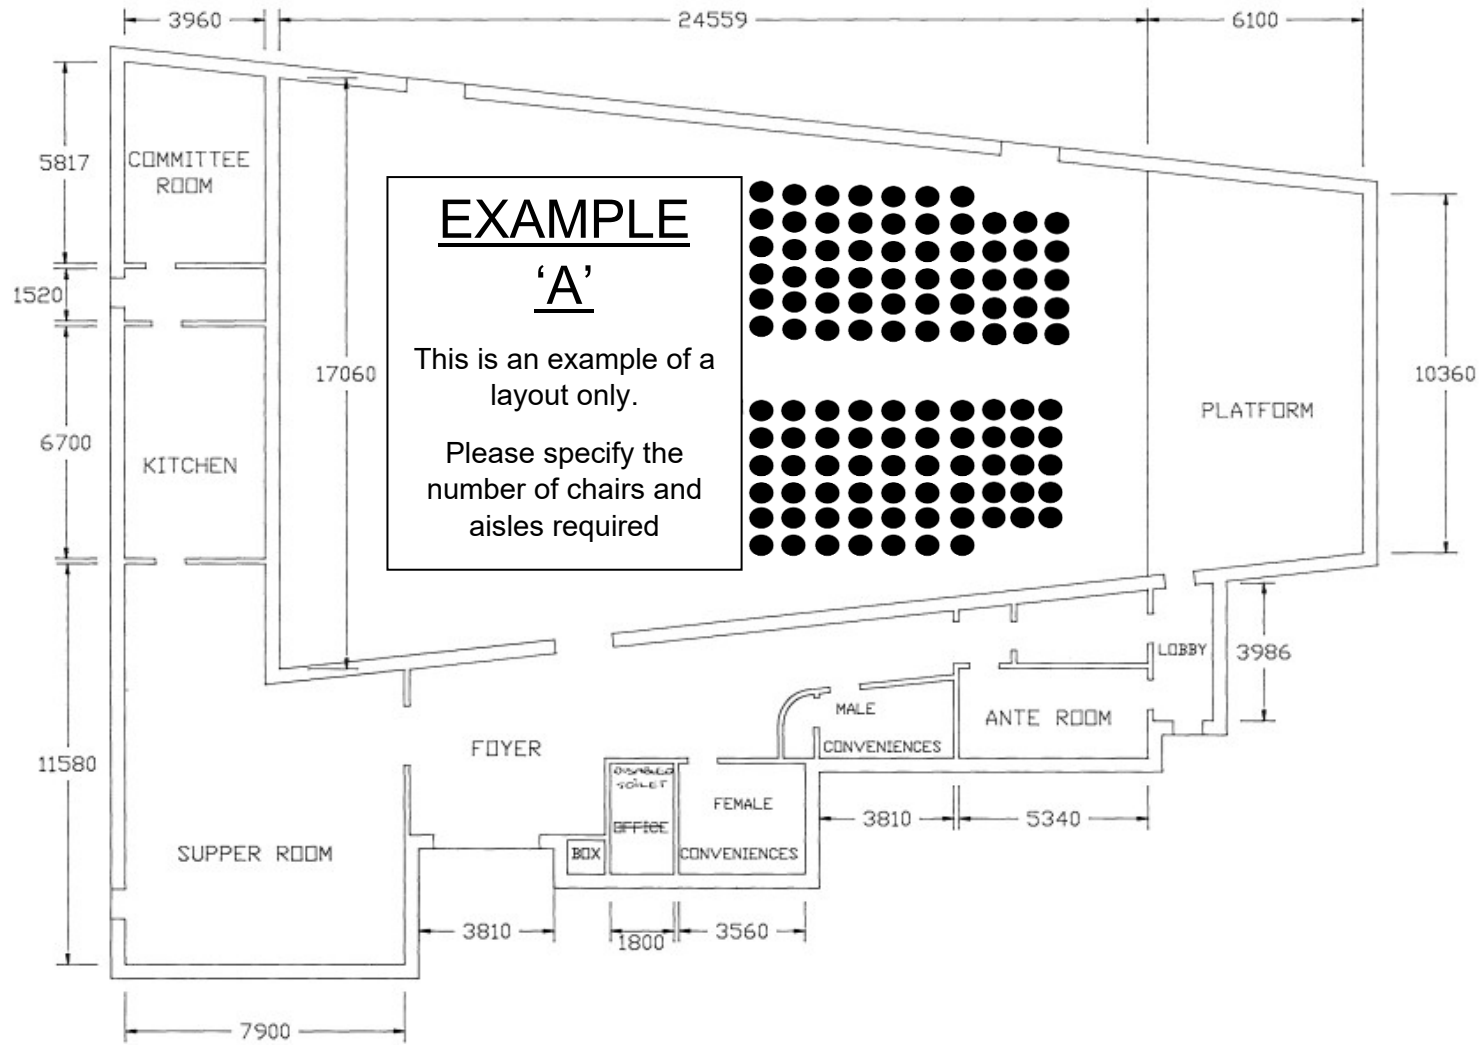 3960
24559
6100
5817
COMMITTEE
ROOM
EXAMPLE
‘A’
1520
This is an example of a
layout only.
17060
10360
PLATFORM
6700
KITCHEN
Please specify the
number of chairs and
aisles required
LOBBY
3986
MALE
ANTE ROOM
CONVENIENCES
FOYER
11580
DISABLED
TOILET
FEMALE
OFFICE
3810
5340
SUPPER ROOM
BOX
CONVENIENCES
3810
1800
3560
7900